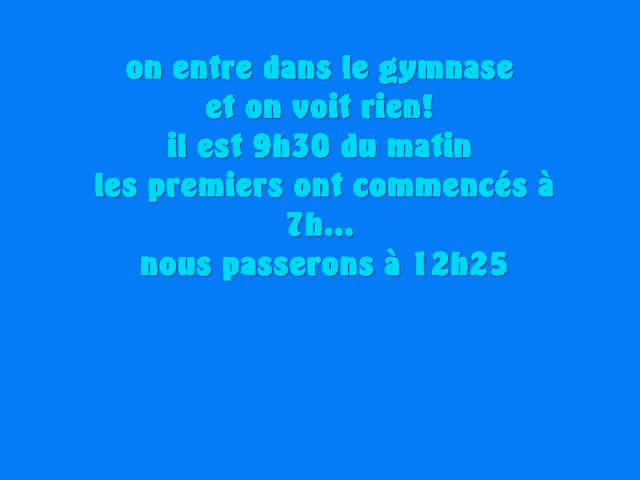 on entre dans le gymnase
et on voit rien!
il est 9h30 du matin
les premiers ont commencés à
7h...
nous passerons à 12h25